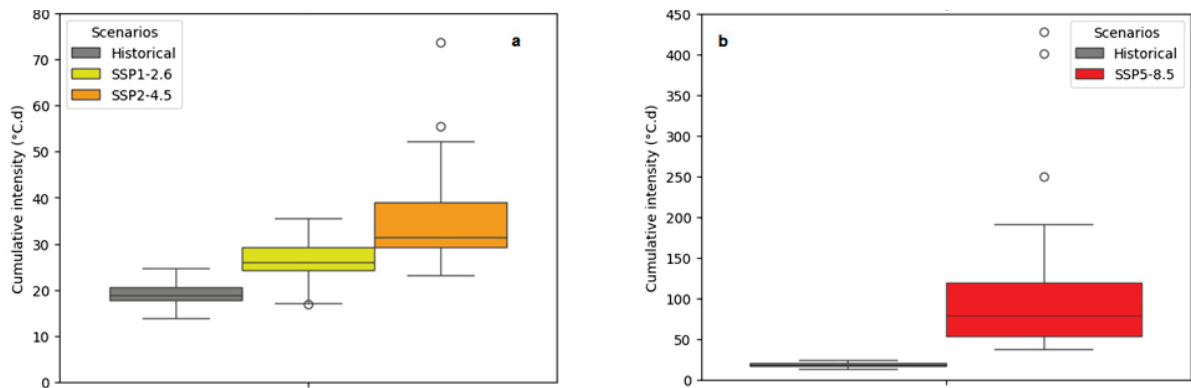 Cumulative intensity (°C.d)
80
70
60
50
40
30
20
10
0
Scenarios
Historical
SSP1-2.6
SSP2-4.5
a
Cumulative intensity (°C.d)
450
400
350
300
250
200
150
100
50
0
b
Scenarios
Historical
SSP5-8.5